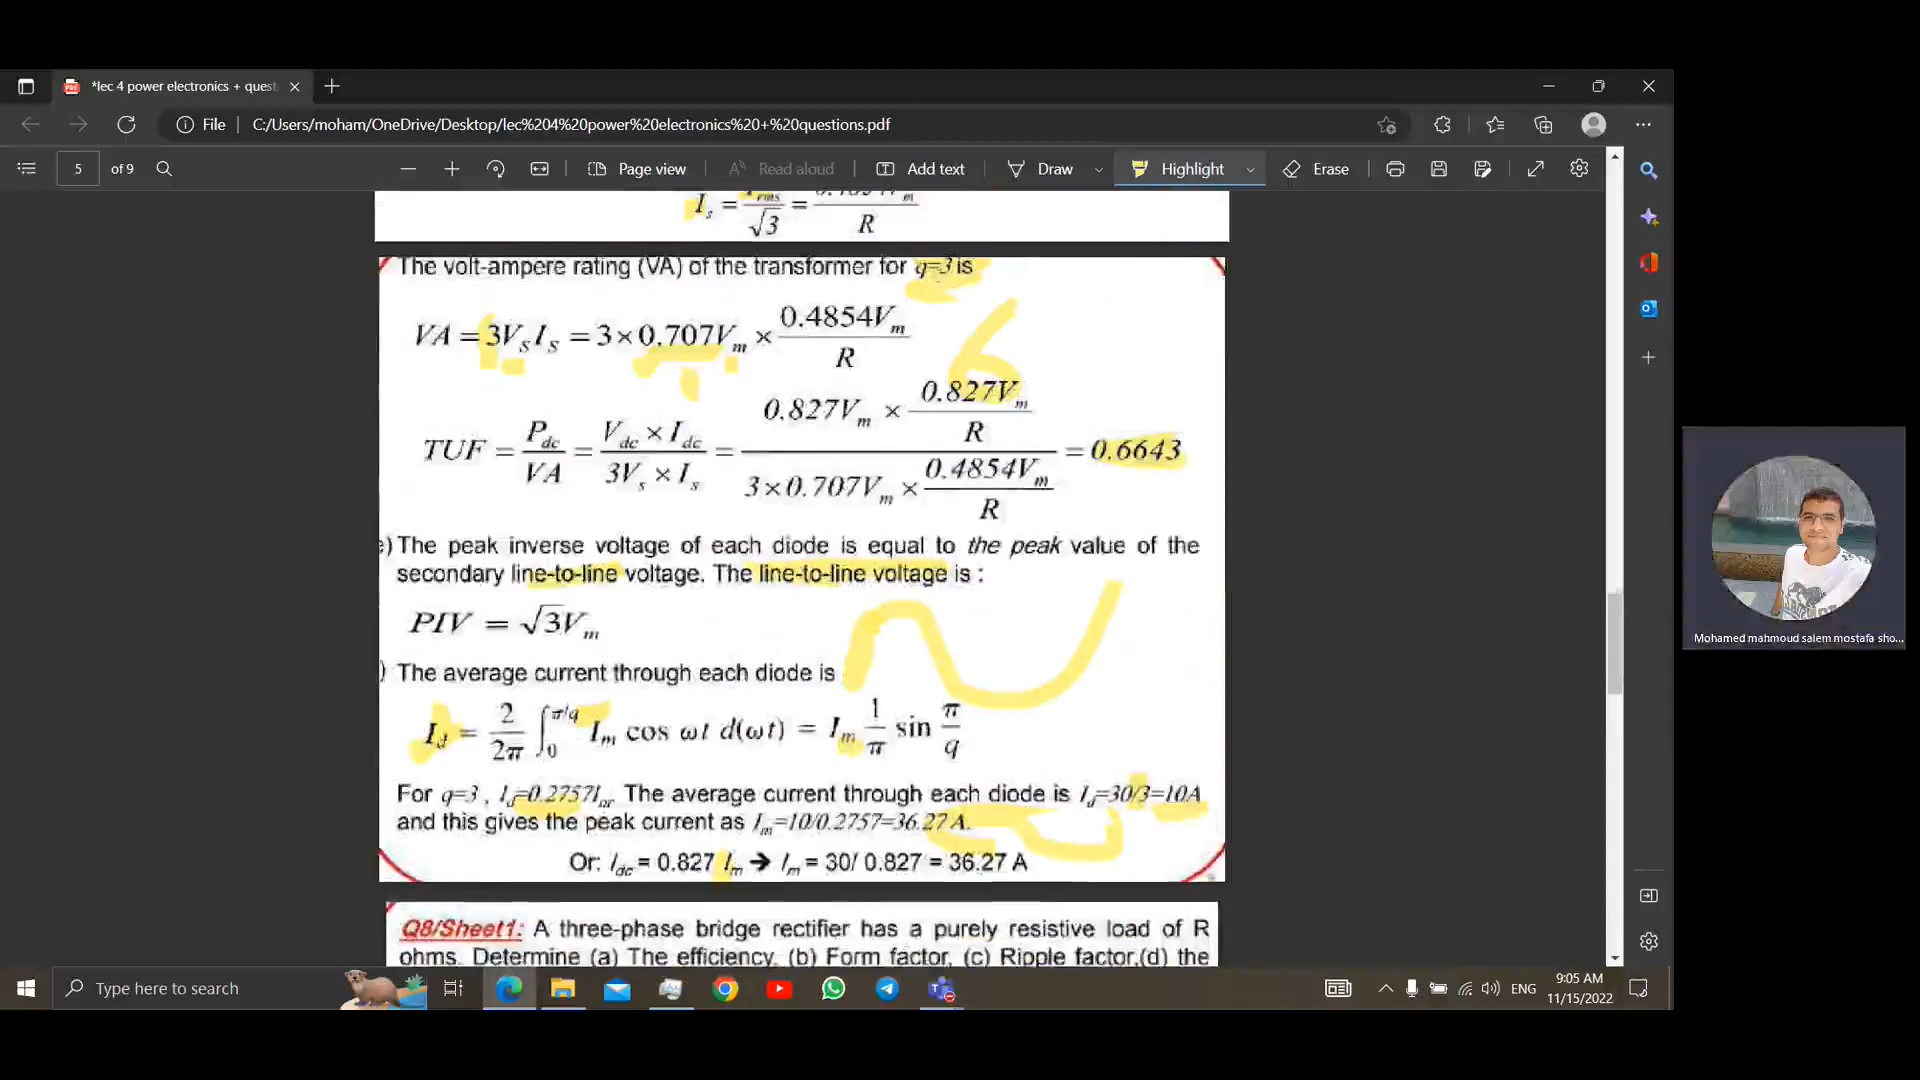 *lec 4 power electronics + quest
File
C:/Users/moham/OneDrive/Desktop/lec%204%20power%20electronics%20+%20questions.pdf
5 of 9
Page view
Read aloud
Add text
Draw
Highlight
Erase
I_s = I_rms/√3 = 0.4854V_m/R
The volt-ampere rating (VA) of the transformer for q=3 is
VA = 3V_S I_S = 3 × 0.707V_m × 0.4854V_m/R
6
TUF = P_dc/VA = (V_dc × I_dc)/(3V_s × I_s) = (0.827V_m × 0.827V_m/R)/(3×0.707V_m × 0.4854V_m/R) = 0.6643
e) The peak inverse voltage of each diode is equal to the peak value of the
secondary line-to-line voltage. The line-to-line voltage is :
PIV = √3V_m
) The average current through each diode is
I_d = 2/2π ∫_0^{π/q} I_m cos ωt d(ωt) = I_m 1/π sin π/q
For q=3 , I_d=0.2757I_m. The average current through each diode is I_d=30/3=10A
and this gives the peak current as I_m=10/0.2757=36.27 A.
Or: I_dc = 0.827 I_m ➔ I_m = 30/ 0.827 = 36.27 A
Q8/Sheet1: A three-phase bridge rectifier has a purely resistive load of R
ohms. Determine (a) The efficiency, (b) Form factor, (c) Ripple factor,(d) the
Mohamed mahmoud salem mostafa sho...
Type here to search
ENG
9:05 AM
11/15/2022